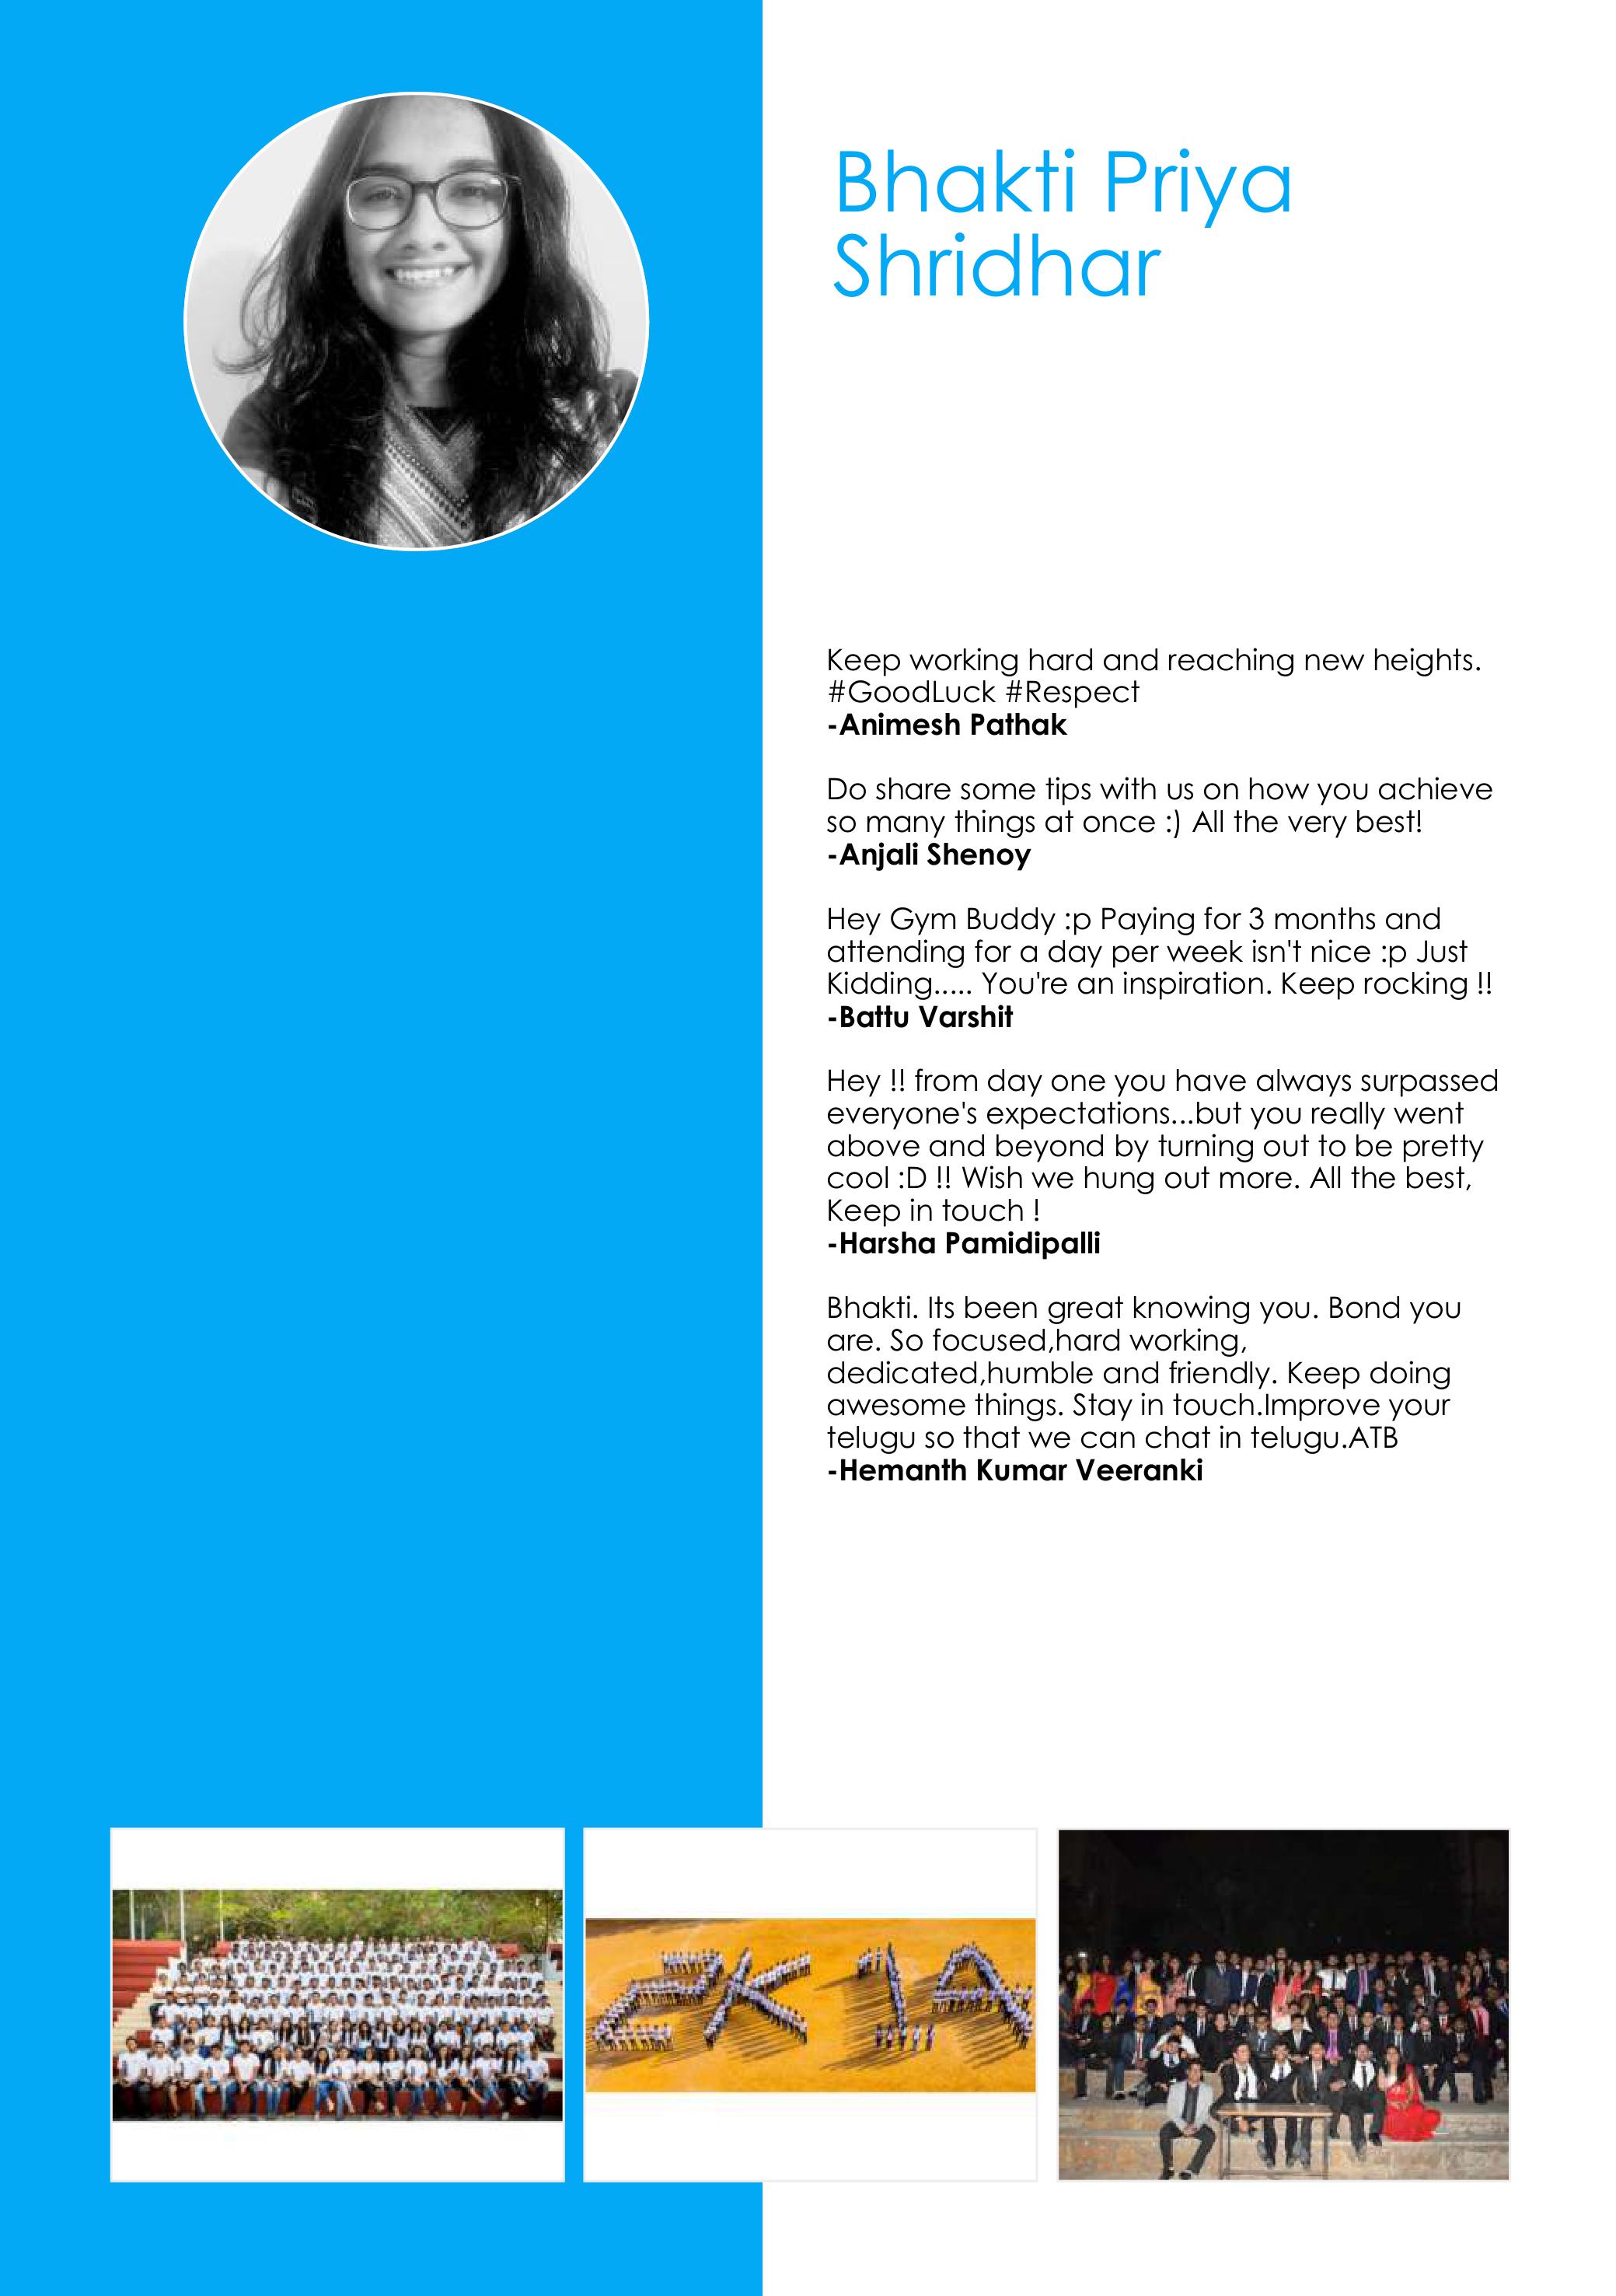 Bhakti Priya
Shridhar
Keep working hard and reaching new heights.
#GoodLuck #Respect
-Animesh Pathak
Do share some tips with us on how you achieve
so many things at once :) All the very best!
-Anjali Shenoy
Hey Gym Buddy :p Paying for 3 months and
attending for a day per week isn't nice :p Just
Kidding..... You're an inspiration. Keep rocking !!
-Battu Varshit
Hey !! from day one you have always surpassed
everyone's expectations...but you really went
above and beyond by turning out to be pretty
cool :D !! Wish we hung out more. All the best,
Keep in touch !
-Harsha Pamidipalli
Bhakti. Its been great knowing you. Bond you
are. So focused,hard working,
dedicated,humble and friendly. Keep doing
awesome things. Stay in touch.Improve your
telugu so that we can chat in telugu.ATB
-Hemanth Kumar Veeranki
2K 1A